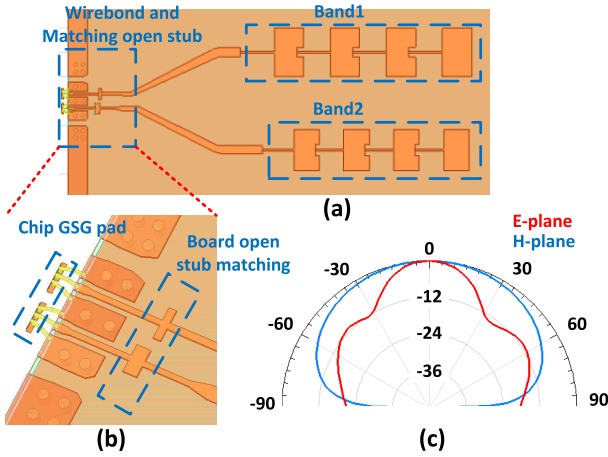 Wirebond and
Matching open stub
Band1
Band2
(a)
Chip GSG pad
Board open
stub matching
(b)
E-plane
H-plane
0
-30
30
-12
-60
60
-24
-36
-90
90
(c)